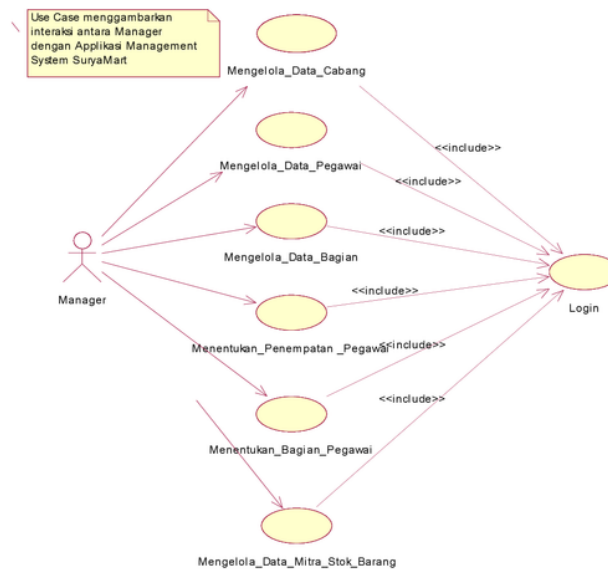 Use Case menggambarkan
interaksi antara Manager
dengan Applikasi Management
System SuryaMart
Mengelola_Data_Cabang
<<include>>
Mengelola_Data_Pegawai
<<include>>
<<include>>
Mengelola_Data_Bagian
Manager
<<include>>
Login
Menentukan_Penempatan _Pegawai
<<include>>
<<include>>
Menentukan_Bagian_Pegawai
Mengelola_Data_Mitra_Stok_Barang